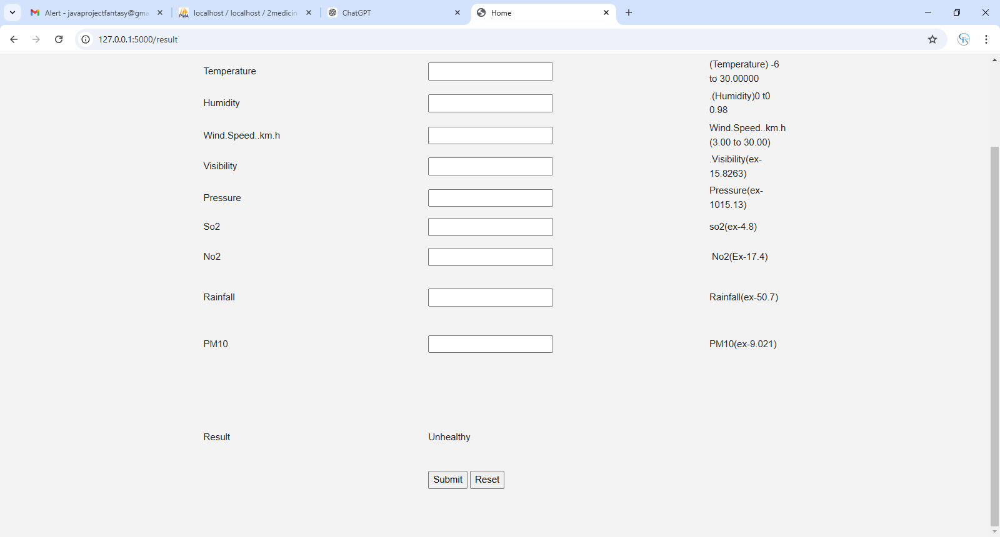 Alert - javaprojectfantasy@gma
localhost / localhost / 2medicin
ChatGPT
Home
127.0.0.1:5000/result
Temperature
(Temperature) -6
to 30.00000
Humidity
.(Humidity)0 t0
0.98
Wind.Speed..km.h
Wind.Speed..km.h
(3.00 to 30.00)
Visibility
.Visibility(ex-
15.8263)
Pressure
Pressure(ex-
1015.13)
So2
so2(ex-4.8)
No2
No2(Ex-17.4)
Rainfall
Rainfall(ex-50.7)
PM10
PM10(ex-9.021)
Result
Unhealthy
Submit Reset